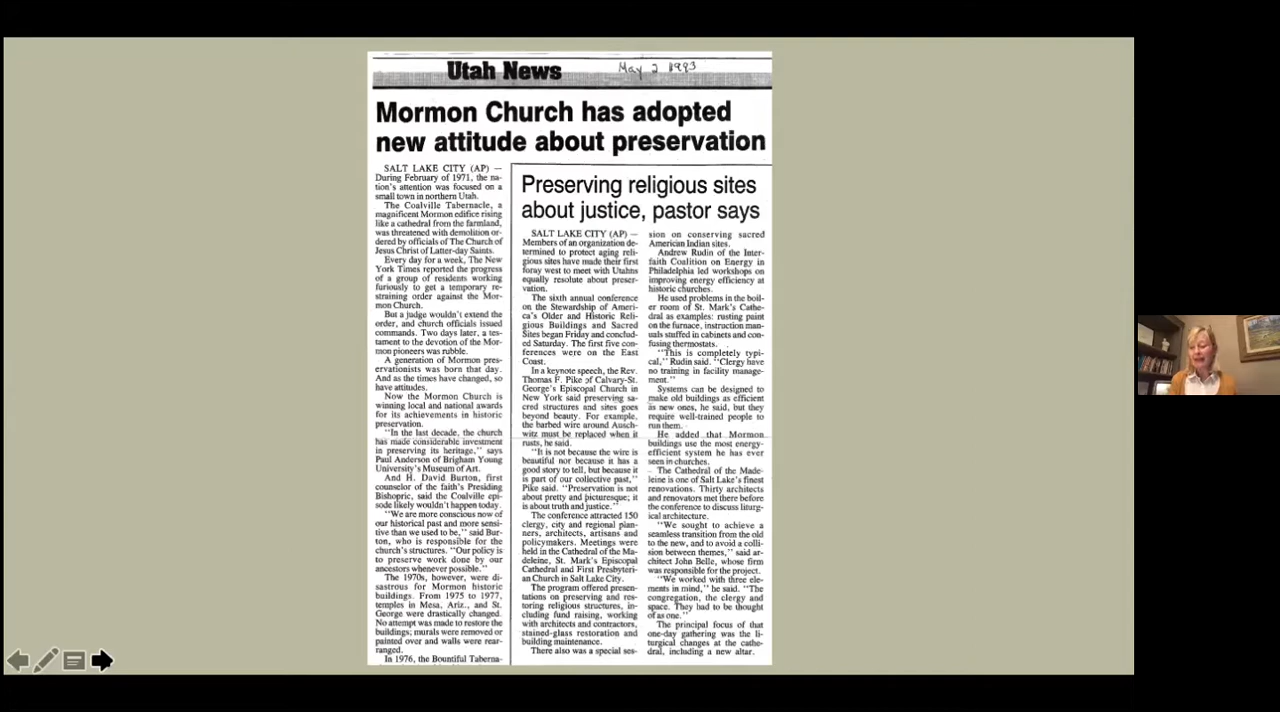 Utah News
May 2 1993
Mormon Church has adopted
new attitude about preservation
SALT LAKE CITY (AP) —
During February of 1971, the na-
tion's attention was focused on a
small town in northern Utah.
The Coalville Tabernacle, a
magnificent Mormon edifice rising
like a cathedral from the farmland,
was threatened with demolition or-
dered by officials of The Church of
Jesus Christ of Latter-day Saints.
Every day for a week, The New
York Times reported the progress
of a group of residents working
furiously to get a temporary re-
straining order against the Mor-
mon Church.
But a judge wouldn't extend the
order, and church officials issued
commands. Two days later, a tes-
tament to the devotion of the Mor-
mon pioneers was rubble.
A generation of Mormon pres-
ervationists was born that day.
And as the times have changed, so
have attitudes.
Now the Mormon Church is
winning local and national awards
for its achievements in historic
preservation.
"In the last decade, the church
has made considerable investment
in preserving its heritage," says
Paul Anderson of Brigham Young
University's Museum of Art.
And H. David Burton, first
counselor of the faith's Presiding
Bishopric, said the Coalville epi-
sode likely wouldn't happen today.
"We are more conscious now of
our historical past and more sensi-
tive than we used to be," said Bur-
ton, who is responsible for the
church's structures. "Our policy is
to preserve work done by our
ancestors whenever possible."
The 1970s, however, were di-
sastrous for Mormon historic
buildings. From 1975 to 1977,
temples in Mesa, Ariz., and St.
George were drastically changed.
No attempt was made to restore the
buildings; murals were removed or
painted over and walls were rear-
ranged.
In 1976, the Bountiful Taberna-
Preserving religious sites
about justice, pastor says
SALT LAKE CITY (AP) —
Members of an organization de-
termined to protect aging reli-
gious sites have made their first
foray west to meet with Utahns
equally resolute about preser-
vation.
The sixth annual conference
on the Stewardship of Ameri-
ca's Older and Historic Reli-
gious Buildings and Sacred
Sites began Friday and conclud-
ed Saturday. The first five con-
ferences were on the East
Coast.
In a keynote speech, the Rev.
Thomas F. Pike of Calvary-St.
George's Episcopal Church in
New York said preserving sa-
cred structures and sites goes
beyond beauty. For example,
the barbed wire around Ausch-
witz must be replaced when it
rusts, he said.
"It is not because the wire is
beautiful nor because it has a
good story to tell, but because it
is part of our collective past,"
Pike said. "Preservation is not
about pretty and picturesque; it
is about truth and justice."
The conference attracted 150
clergy, city and regional plan-
ners, architects, artisans and
policymakers. Meetings were
held in the Cathedral of the Ma-
deleine, St. Mark's Episcopal
Cathedral and First Presbyteri-
an Church in Salt Lake City.
The program offered presen-
tations on preserving and res-
toring religious structures, in-
cluding fund raising, working
with architects and contractors,
stained-glass restoration and
building maintenance.
There also was a special ses-
sion on conserving sacred
American Indian sites.
Andrew Rudin of the Inter-
faith Coalition on Energy in
Philadelphia led workshops on
improving energy efficiency at
historic churches.
He used problems in the boil-
er room of St. Mark's Cathe-
dral as examples: rusting paint
on the furnace, instruction man-
uals stuffed in cabinets and con-
fusing thermostats.
"This is completely typi-
cal," Rudin said. "Clergy have
no training in facility manage-
ment."
Systems can be designed to
make old buildings as efficient
as new ones, he said, but they
require well-trained people to
run them.
He added that Mormon
buildings use the most energy-
efficient system he has ever
seen in churches.
The Cathedral of the Made-
leine is one of Salt Lake's finest
renovations. Thirty architects
and renovators met there before
the conference to discuss liturg-
ical architecture.
"We sought to achieve a
seamless transition from the old
to the new, and to avoid a colli-
sion between themes," said ar-
chitect John Belle, whose firm
was responsible for the project.
"We worked with three ele-
ments in mind," he said. "The
congregation, the clergy and
space. They had to be thought
of as one."
The principal focus of that
one-day gathering was the li-
turgical changes at the cathe-
dral, including a new altar.